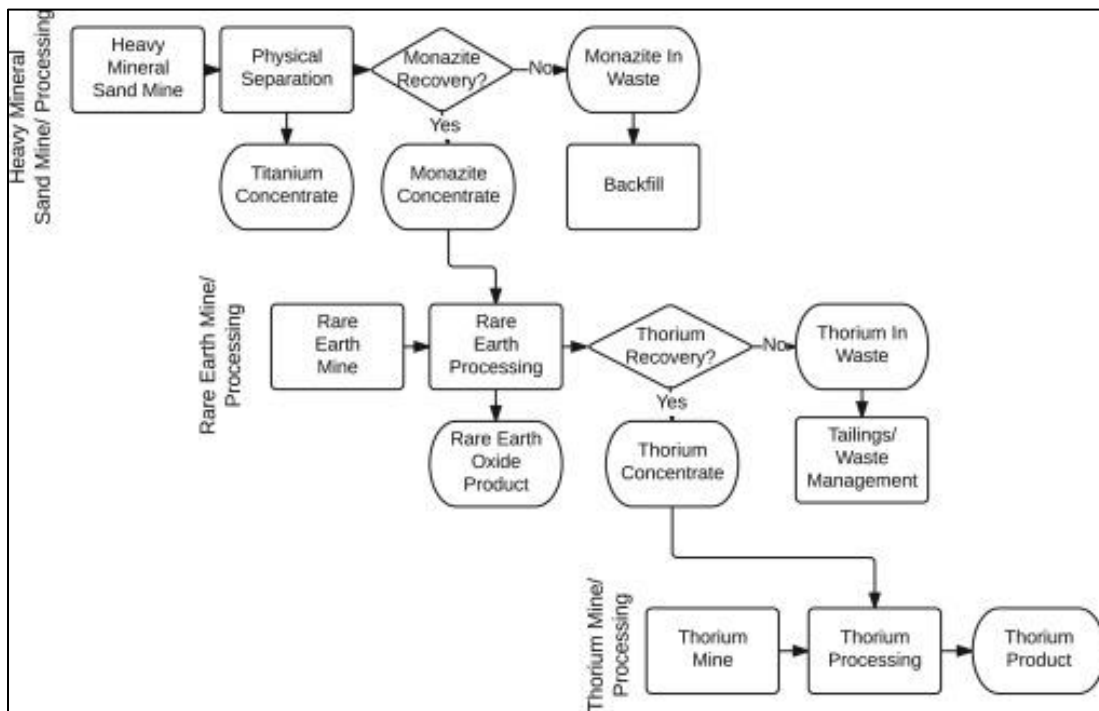 Heavy Mineral
Sand Mine/ Processing
Heavy
Mineral
Sand Mine
Physical
Separation
Monazite
Recovery?
No
Monazite In
Waste
Yes
Titanium
Concentrate
Monazite
Concentrate
Backfill
Rare Earth Mine/
Processing
Rare
Earth
Mine
Rare
Earth
Processing
Thorium
Recovery?
No
Thorium In
Waste
Yes
Rare Earth
Oxide
Product
Thorium
Concentrate
Tailings/
Waste
Management
Thorium Mine/
Processing
Thorium
Mine
Thorium
Processing
Thorium
Product